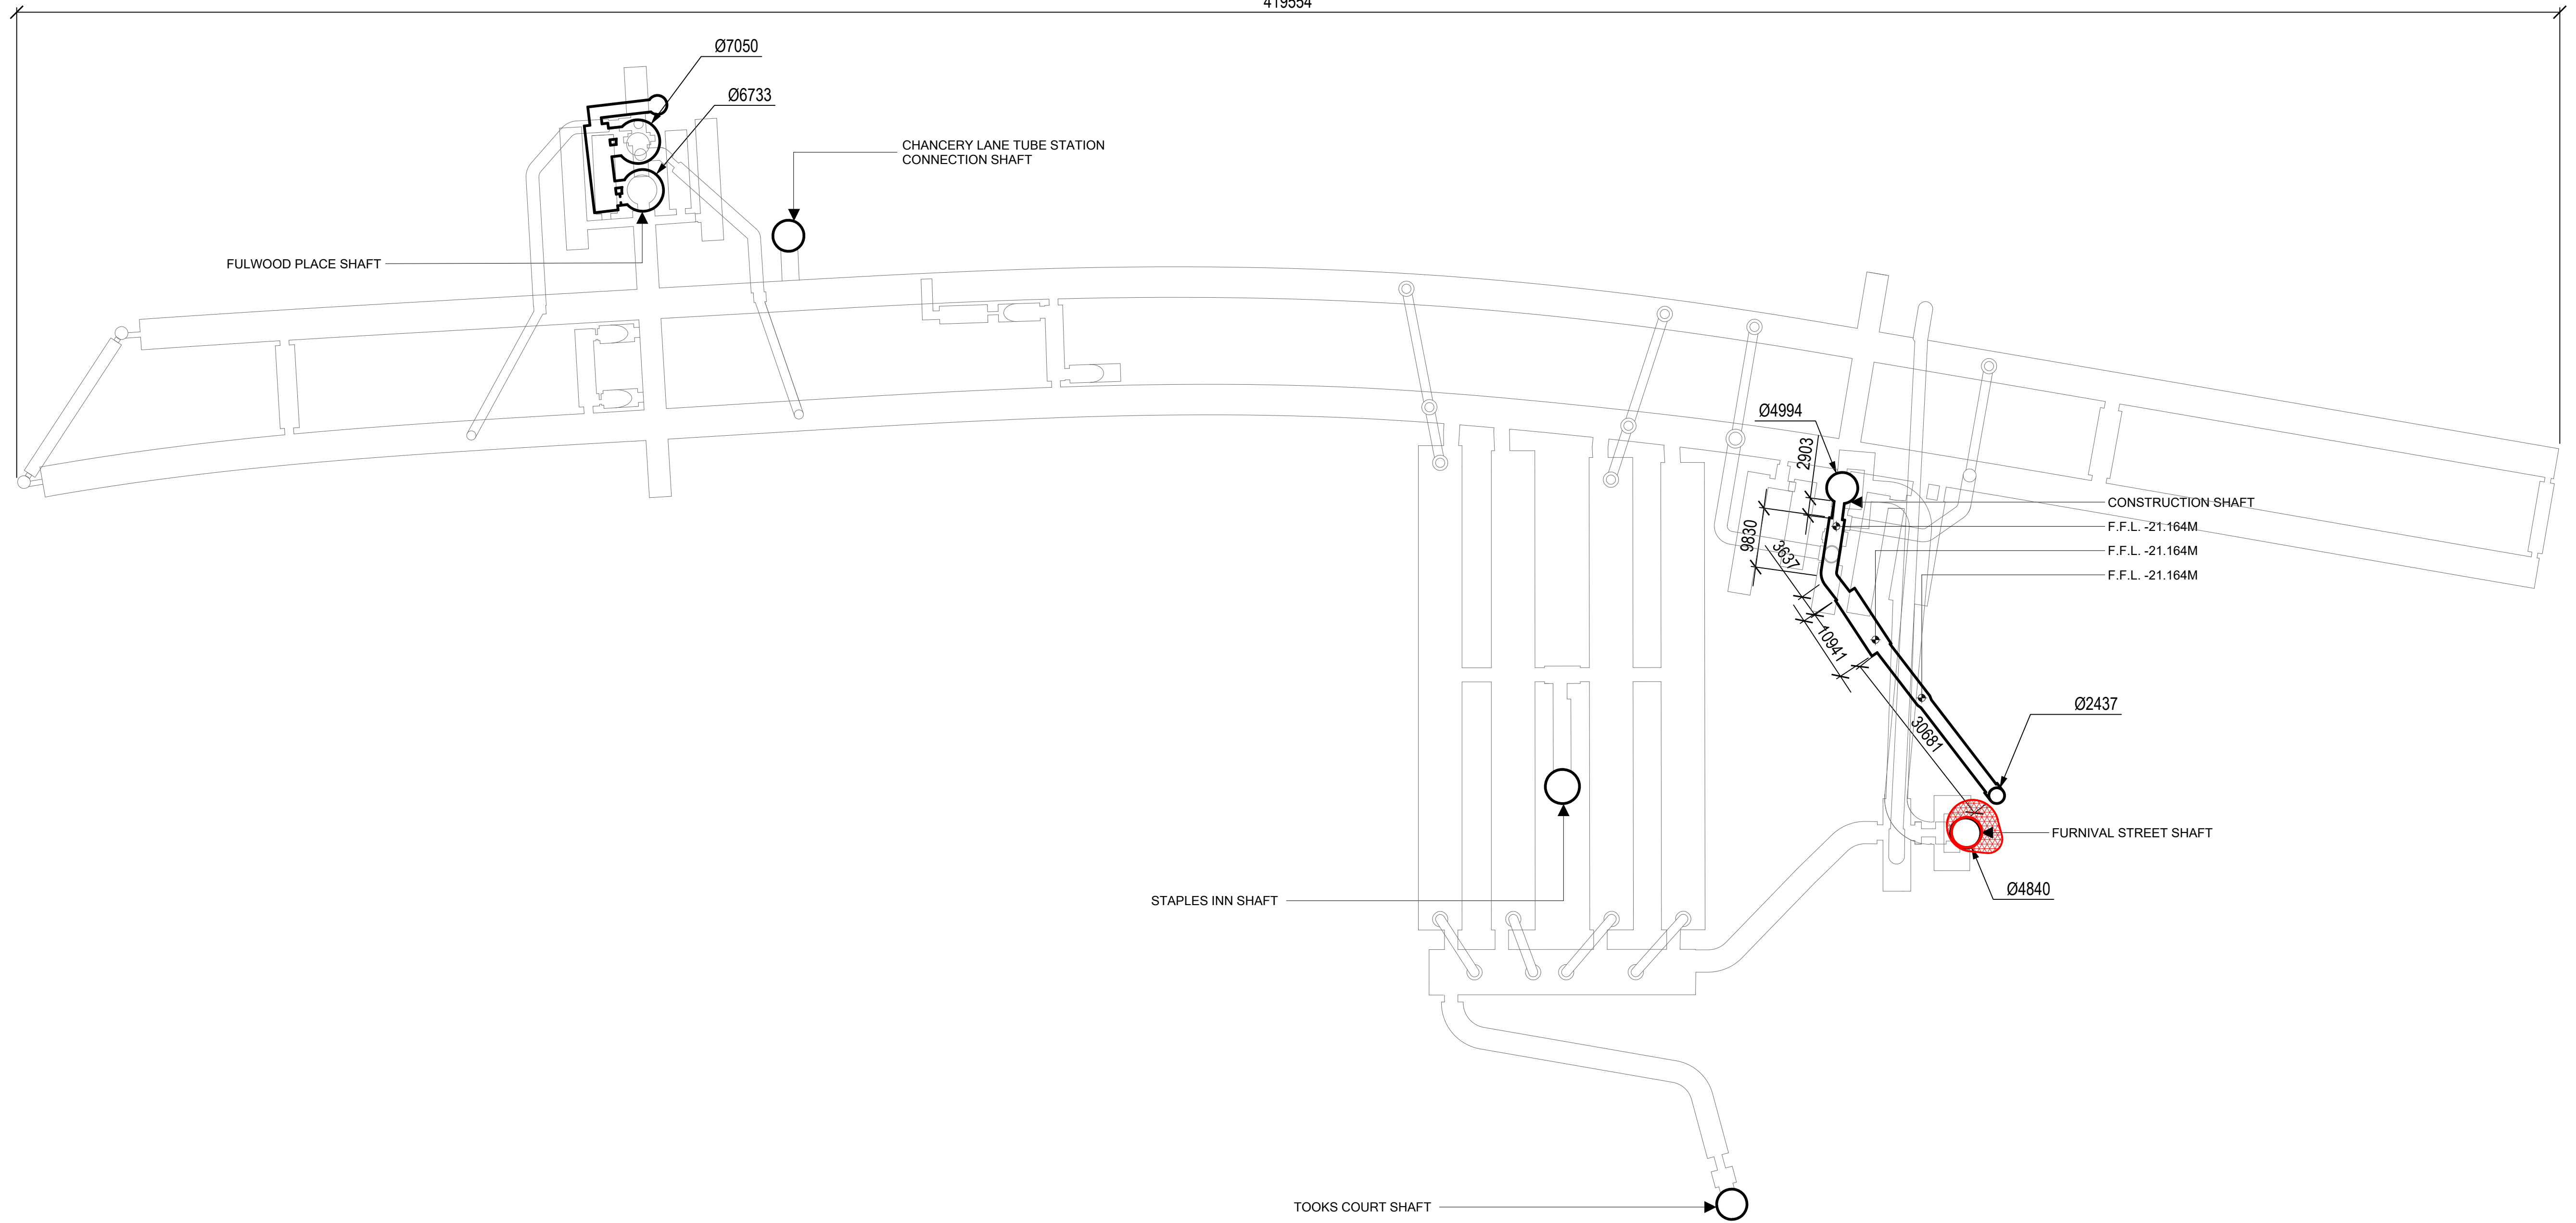 419554
Ø7050
Ø6733
CHANCERY LANE TUBE STATION
CONNECTION SHAFT
FULWOOD PLACE SHAFT
Ø4994
2903
CONSTRUCTION SHAFT
9830
F.F.L. -21.164M
3637
F.F.L. -21.164M
F.F.L. -21.164M
10941
Ø2437
30681
FURNIVAL STREET SHAFT
Ø4840
STAPLES INN SHAFT
TOOKS COURT SHAFT